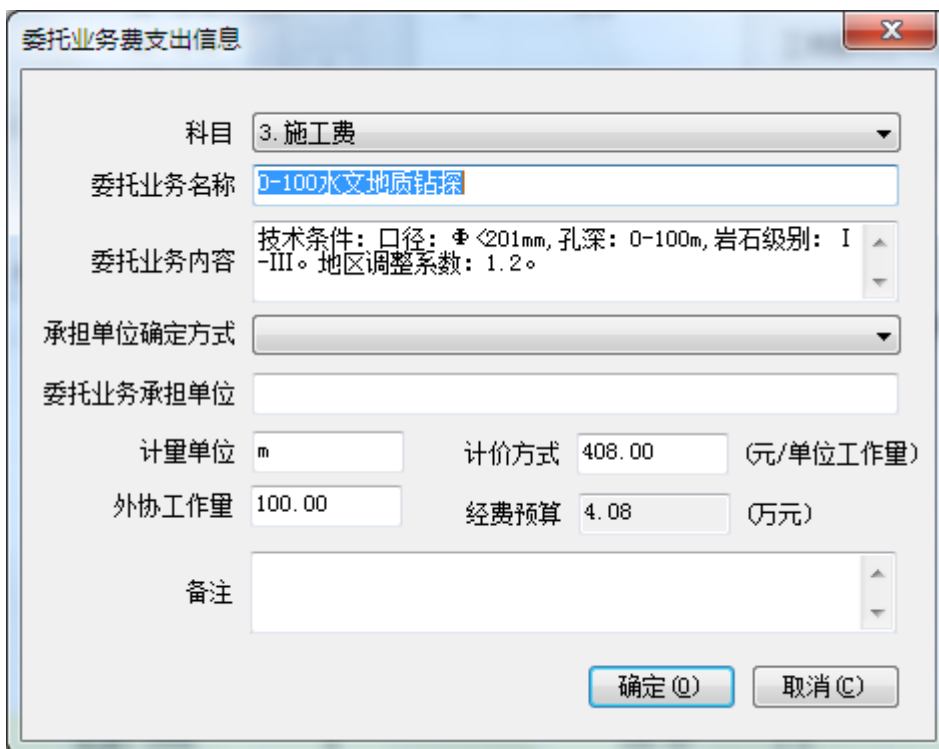 委托业务费支出信息
科目 3.施工费
委托业务名称 0-100水文地质钻探
委托业务内容 技术条件：口径：Φ<201mm,孔深：0-100m,岩石级别：I
-III。地区调整系数：1.2。
承担单位确定方式
委托业务承担单位
计量单位 m 计价方式 408.00 (元/单位工作量)
外协工作量 100.00 经费预算 4.08 (万元)
备注
确定(O) 取消(C)